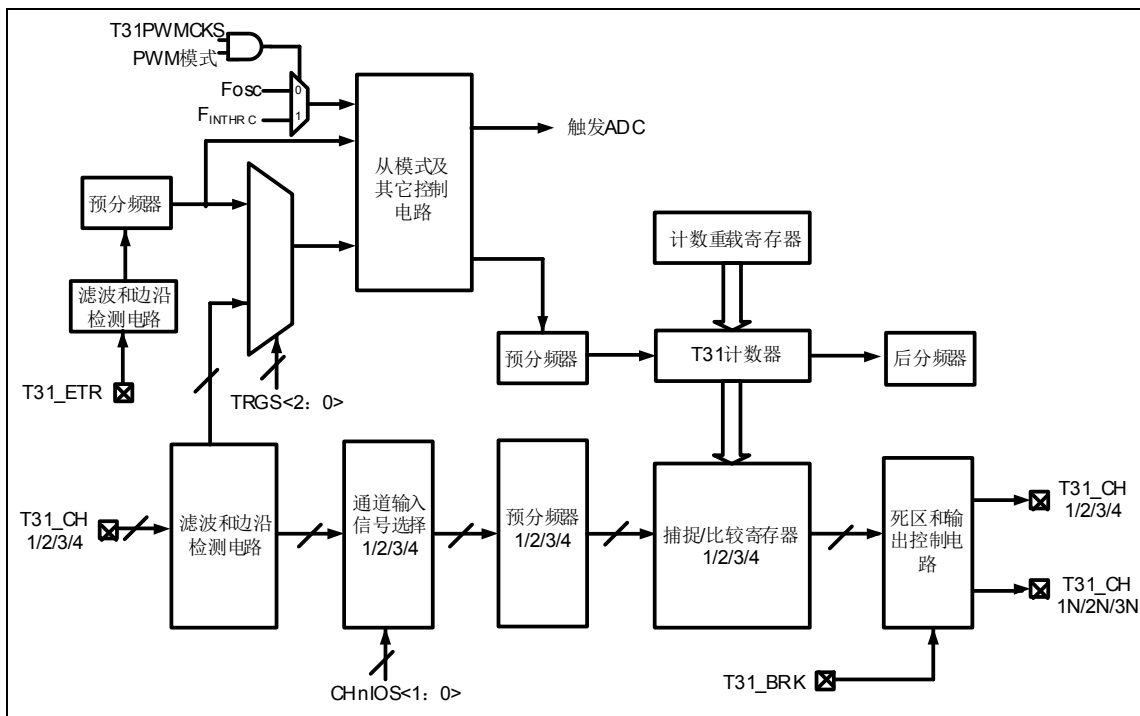 T31PWMCKS
PWM模式
Fosc
0
FINTHRC
1
触发ADC
从模式及
其它控制
电路
预分频器
计数重载寄存器
滤波和边沿
检测电路
预分频器
T31计数器
后分频器
T31_ETR
TRGS<2：0>
T31_CH
1/2/3/4
滤波和边沿
检测电路
通道输入
信号选择
1/2/3/4
预分频器
1/2/3/4
捕捉/比较寄存器
1/2/3/4
死区和输
出控制电
路
T31_CH
1/2/3/4
T31_CH
1N/2N/3N
CHnIOS<1：0>
T31_BRK